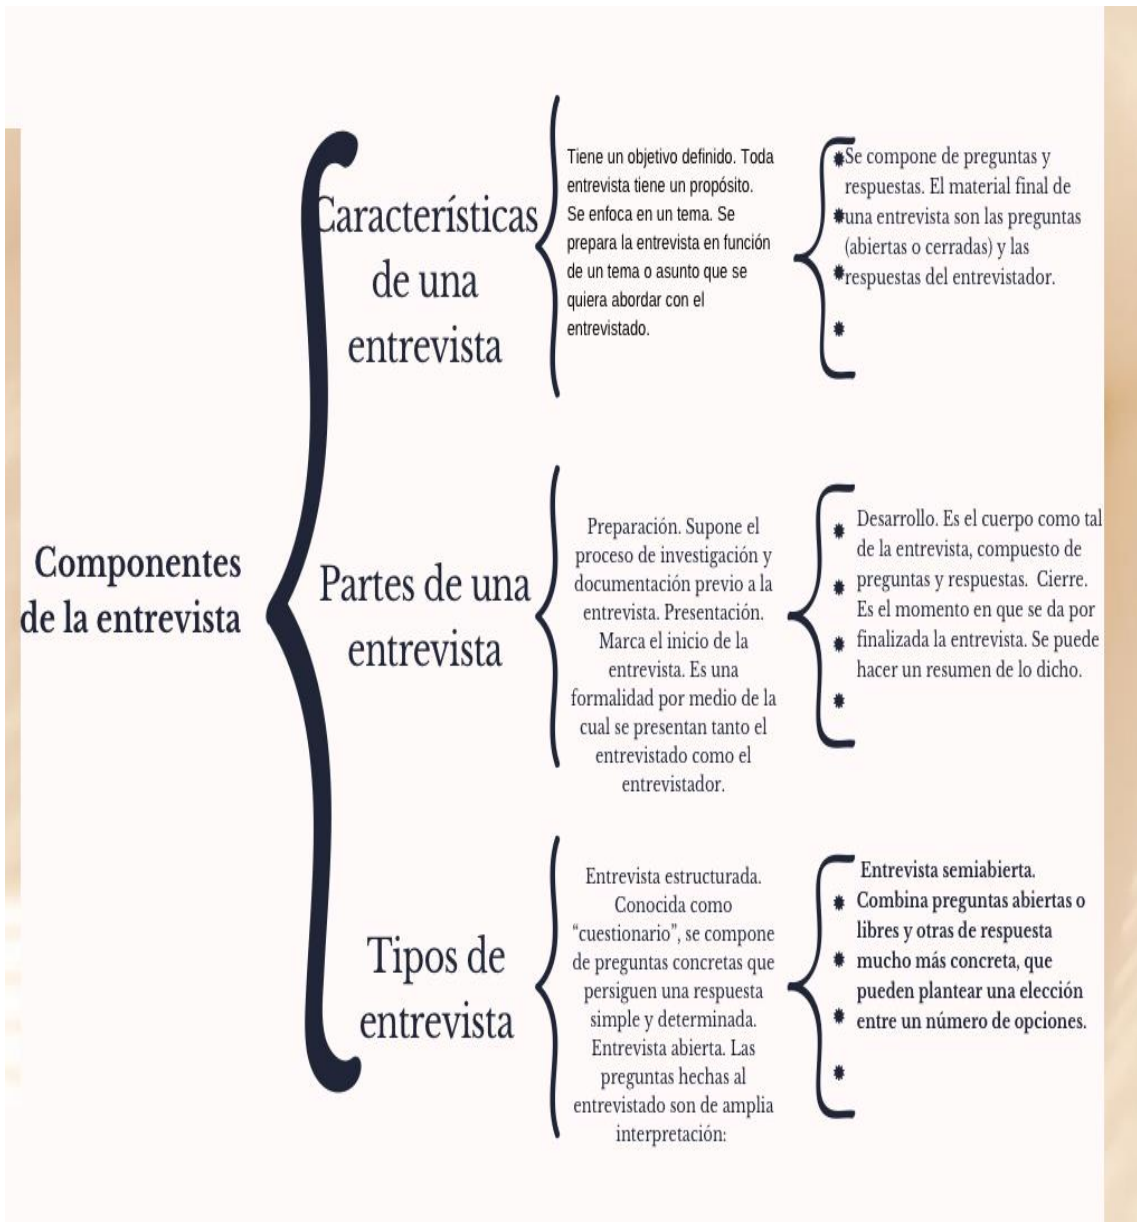 Componentes
de la entrevista
Características
de una
entrevista
Tiene un objetivo definido. Toda
entrevista tiene un propósito.
Se enfoca en un tema. Se
prepara la entrevista en función
de un tema o asunto que se
quiera abordar con el
entrevistado.
Se compone de preguntas y
respuestas. El material final de
una entrevista son las preguntas
(abiertas o cerradas) y las
respuestas del entrevistador.
Partes de una
entrevista
Preparación. Supone el
proceso de investigación y
documentación previo a la
entrevista. Presentación.
Marca el inicio de la
entrevista. Es una
formalidad por medio de la
cual se presentan tanto el
entrevistado como el
entrevistador.
Desarrollo. Es el cuerpo como tal
de la entrevista, compuesto de
preguntas y respuestas. Cierre.
Es el momento en que se da por
finalizada la entrevista. Se puede
hacer un resumen de lo dicho.
Tipos de
entrevista
Entrevista estructurada.
Conocida como
“cuestionario”, se compone
de preguntas concretas que
persiguen una respuesta
simple y determinada.
Entrevista abierta. Las
preguntas hechas al
entrevistado son de amplia
interpretación:
Entrevista semiabierta.
Combina preguntas abiertas o
libres y otras de respuesta
mucho más concreta, que
pueden plantear una elección
entre un número de opciones.